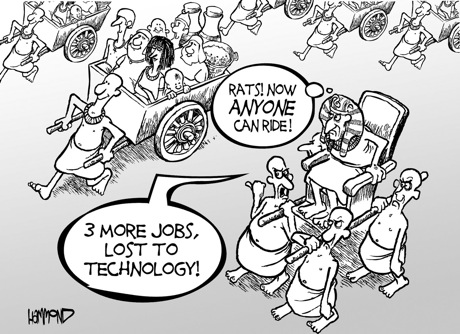 RATS! NOW
ANYONE
CAN RIDE!
3 MORE JOBS,
LOST TO
TECHNOLOGY!
HAMMOND